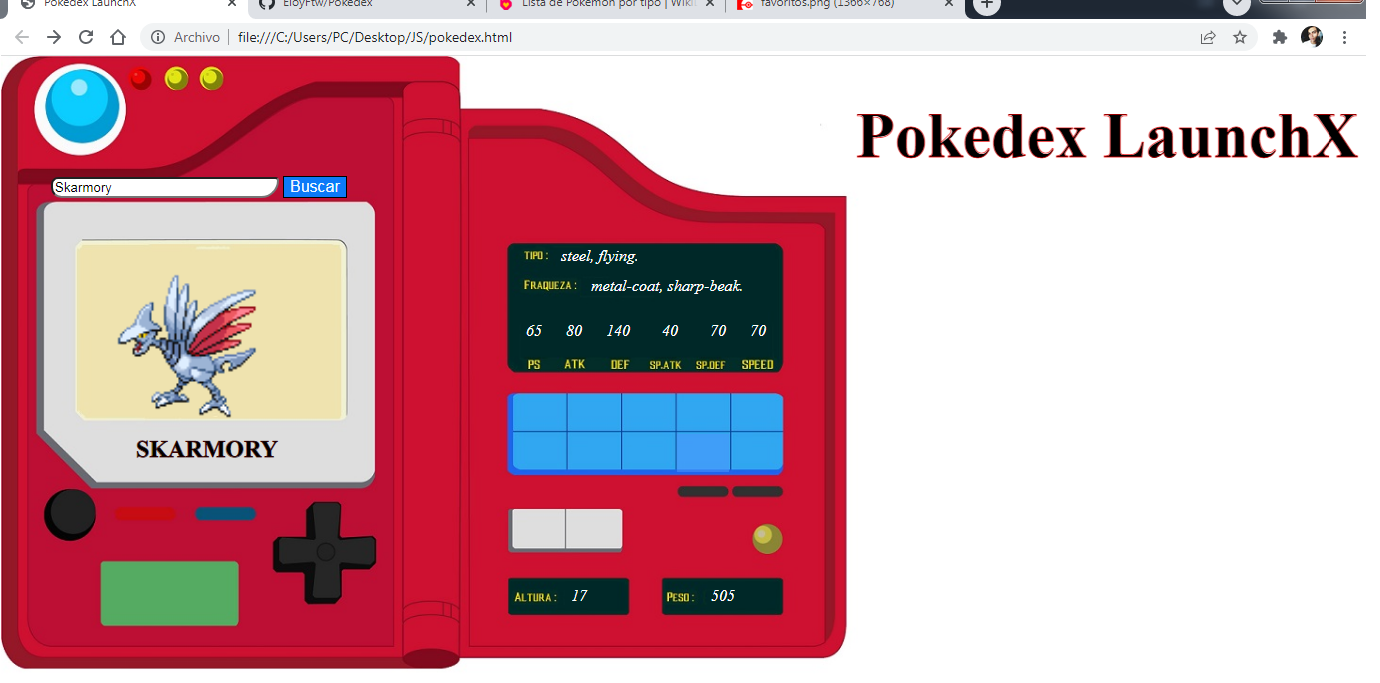 Pokedex LaunchX
EloyFtw/Pokedex
Lista de Pokémon por tipo | Wiki
favoritos.png (1366×768)
Archivo
file:///C:/Users/PC/Desktop/JS/pokedex.html
Pokedex LaunchX
Skarmory
Buscar
SKARMORY
TIPO: steel, flying.
FRAQUEZA: metal-coat, sharp-beak.
65 80 140 40 70 70
PS ATK DEF SP.ATK SP.DEF SPEED
ALTURA: 17
PESO: 505